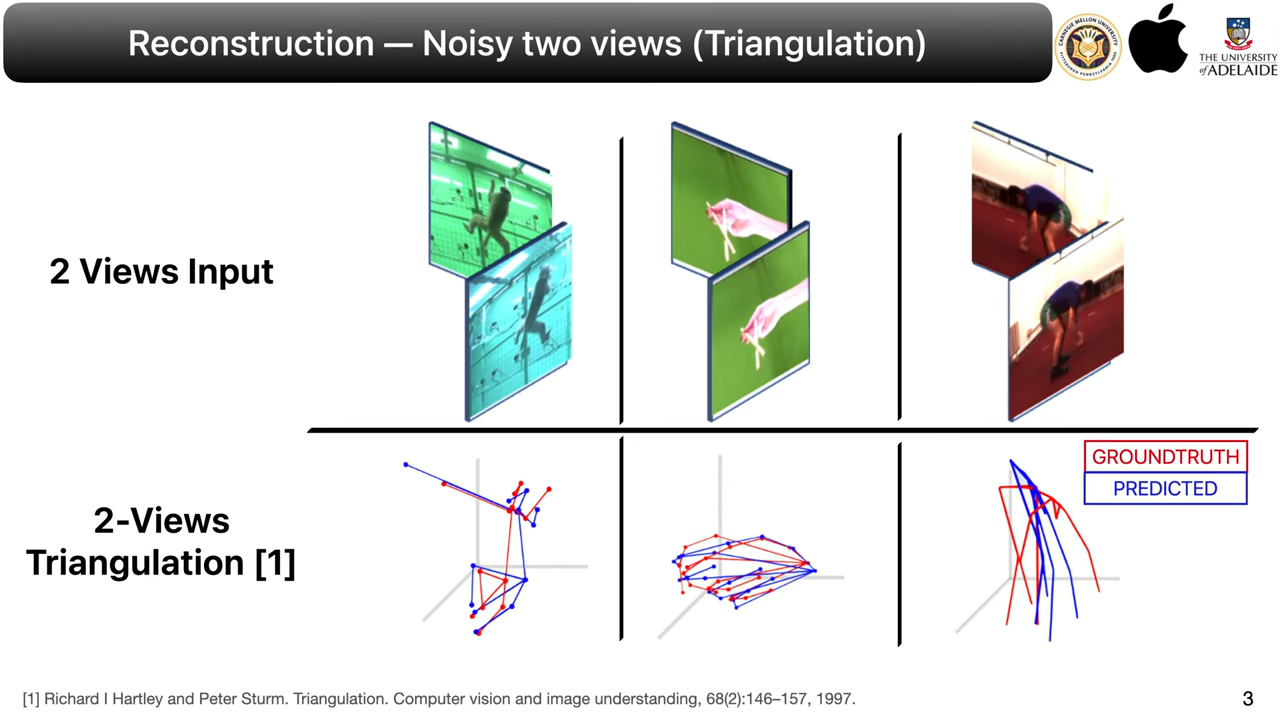 Reconstruction — Noisy two views (Triangulation)
CARNEGIE MELLON UNIVERSITY
THE UNIVERSITY
of ADELAIDE
2 Views Input
GROUNDTRUTH
PREDICTED
2-Views
Triangulation [1]
[1] Richard I Hartley and Peter Sturm. Triangulation. Computer vision and image understanding, 68(2):146–157, 1997.
3